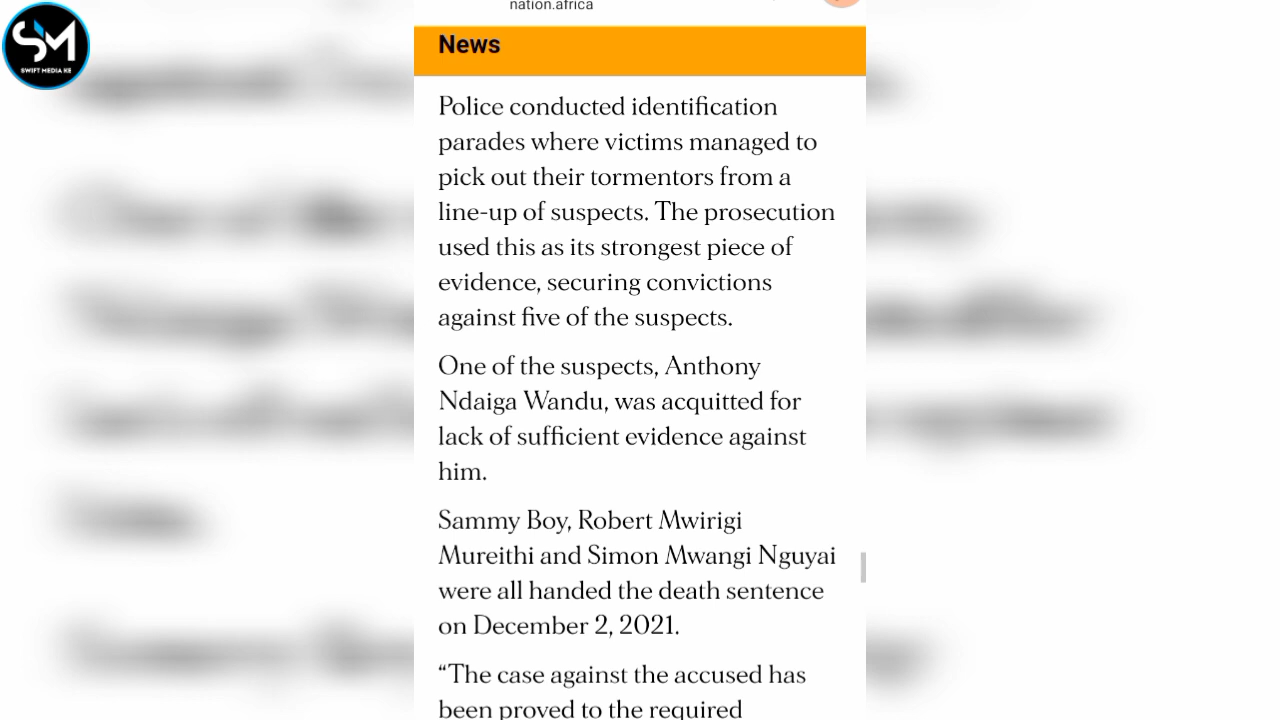 nation.africa
SM
SWIFT MEDIA KE
News
Police conducted identification
parades where victims managed to
pick out their tormentors from a
line-up of suspects. The prosecution
used this as its strongest piece of
evidence, securing convictions
against five of the suspects.
One of the suspects, Anthony
Ndaiga Wandu, was acquitted for
lack of sufficient evidence against
him.
Sammy Boy, Robert Mwirigi
Mureithi and Simon Mwangi Nguyai
were all handed the death sentence
on December 2, 2021.
“The case against the accused has
been proved to the required